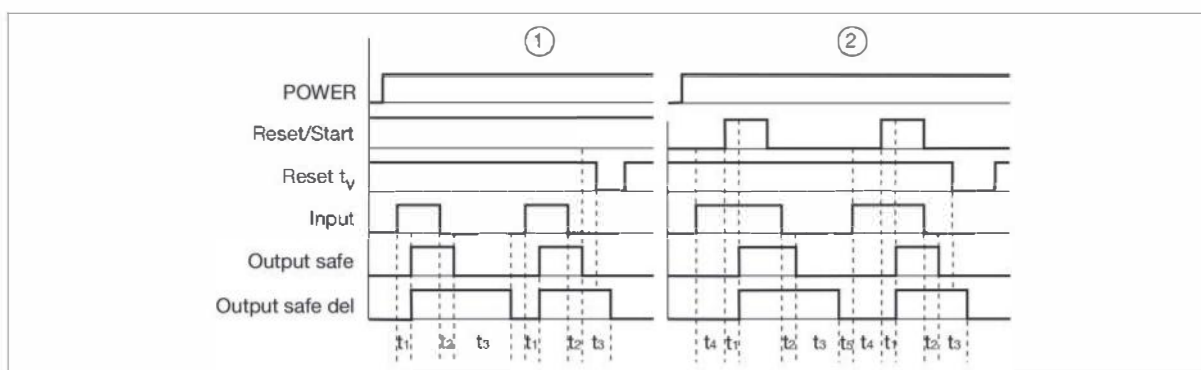 ① ②
POWER
Reset/Start
Reset tv
Input
Output safe
Output safe del
t1 t2 t3 t1 t2 t3 t4 t1 t2 t3 t5 t4 t1 t2 t3